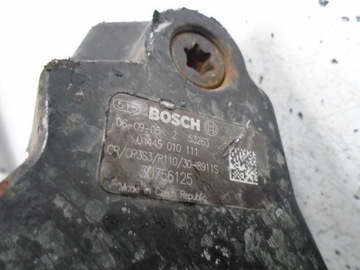 BOSCH
06-09-05 2 53263
0 445 010 111
CR/CP3S3/R110/30-8911S
30756125
Made in Czech Republic